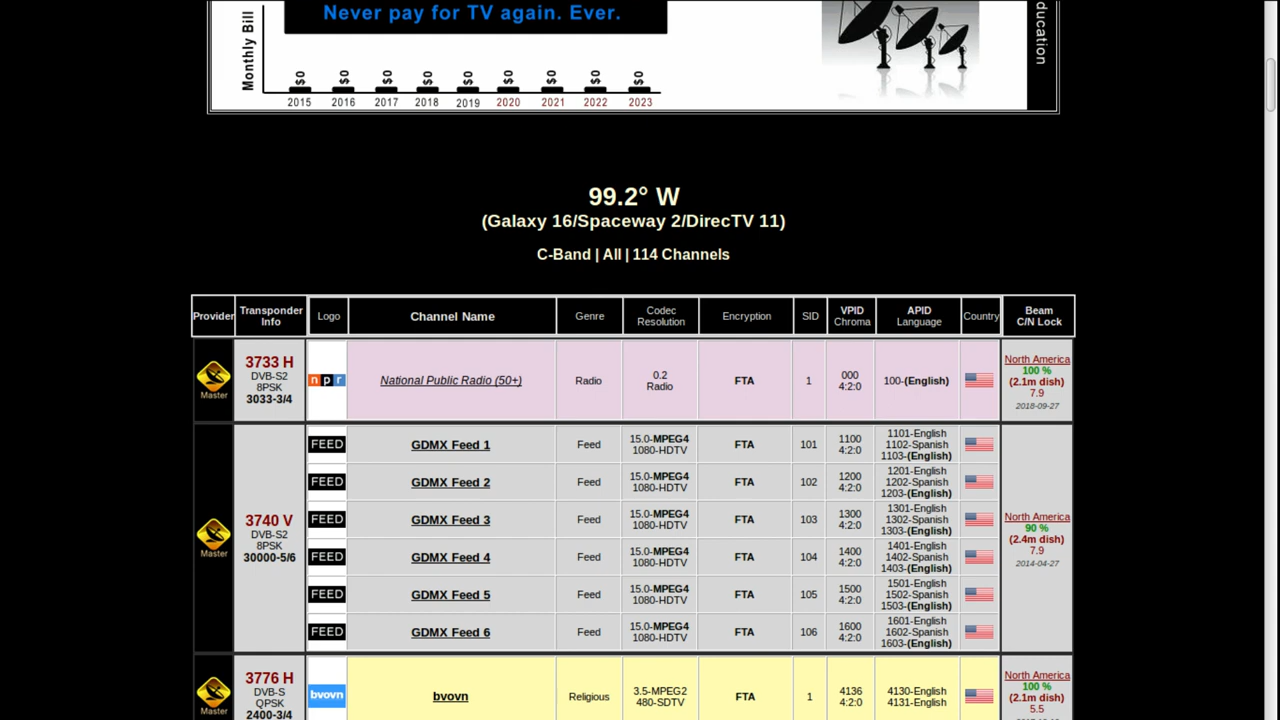 Never pay for TV again. Ever.
Monthly Bill
ducation
$0 $0 $0 $0 $0 $0 $0 $0 $0
2015 2016 2017 2018 2019 2020 2021 2022 2023
99.2° W
(Galaxy 16/Spaceway 2/DirecTV 11)
C-Band | All | 114 Channels
Provider Transponder Info Logo Channel Name Genre Codec Resolution Encryption SID VPID Chroma APID Language Country Beam C/N Lock
Master
3733 H
DVB-S2
8PSK
3033-3/4
npr National Public Radio (50+) Radio 0.2 Radio FTA 1 000 4:2:0 100-(English)
North America
100 %
(2.1m dish)
7.9
2018-09-27
Master
3740 V
DVB-S2
8PSK
30000-5/6
FEED GDMX Feed 1 Feed 15.0-MPEG4 1080-HDTV FTA 101 1100 4:2:0 1101-English 1102-Spanish 1103-(English)
FEED GDMX Feed 2 Feed 15.0-MPEG4 1080-HDTV FTA 102 1200 4:2:0 1201-English 1202-Spanish 1203-(English)
FEED GDMX Feed 3 Feed 15.0-MPEG4 1080-HDTV FTA 103 1300 4:2:0 1301-English 1302-Spanish 1303-(English)
FEED GDMX Feed 4 Feed 15.0-MPEG4 1080-HDTV FTA 104 1400 4:2:0 1401-English 1402-Spanish 1403-(English)
FEED GDMX Feed 5 Feed 15.0-MPEG4 1080-HDTV FTA 105 1500 4:2:0 1501-English 1502-Spanish 1503-(English)
FEED GDMX Feed 6 Feed 15.0-MPEG4 1080-HDTV FTA 106 1600 4:2:0 1601-English 1602-Spanish 1603-(English)
North America
90 %
(2.4m dish)
7.9
2014-04-27
Master
3776 H
DVB-S
QPSK
2400-3/4
bvovn bvovn Religious 3.5-MPEG2 480-SDTV FTA 1 4136 4:2:0 4130-English 4131-English
North America
100 %
(2.1m dish)
5.5